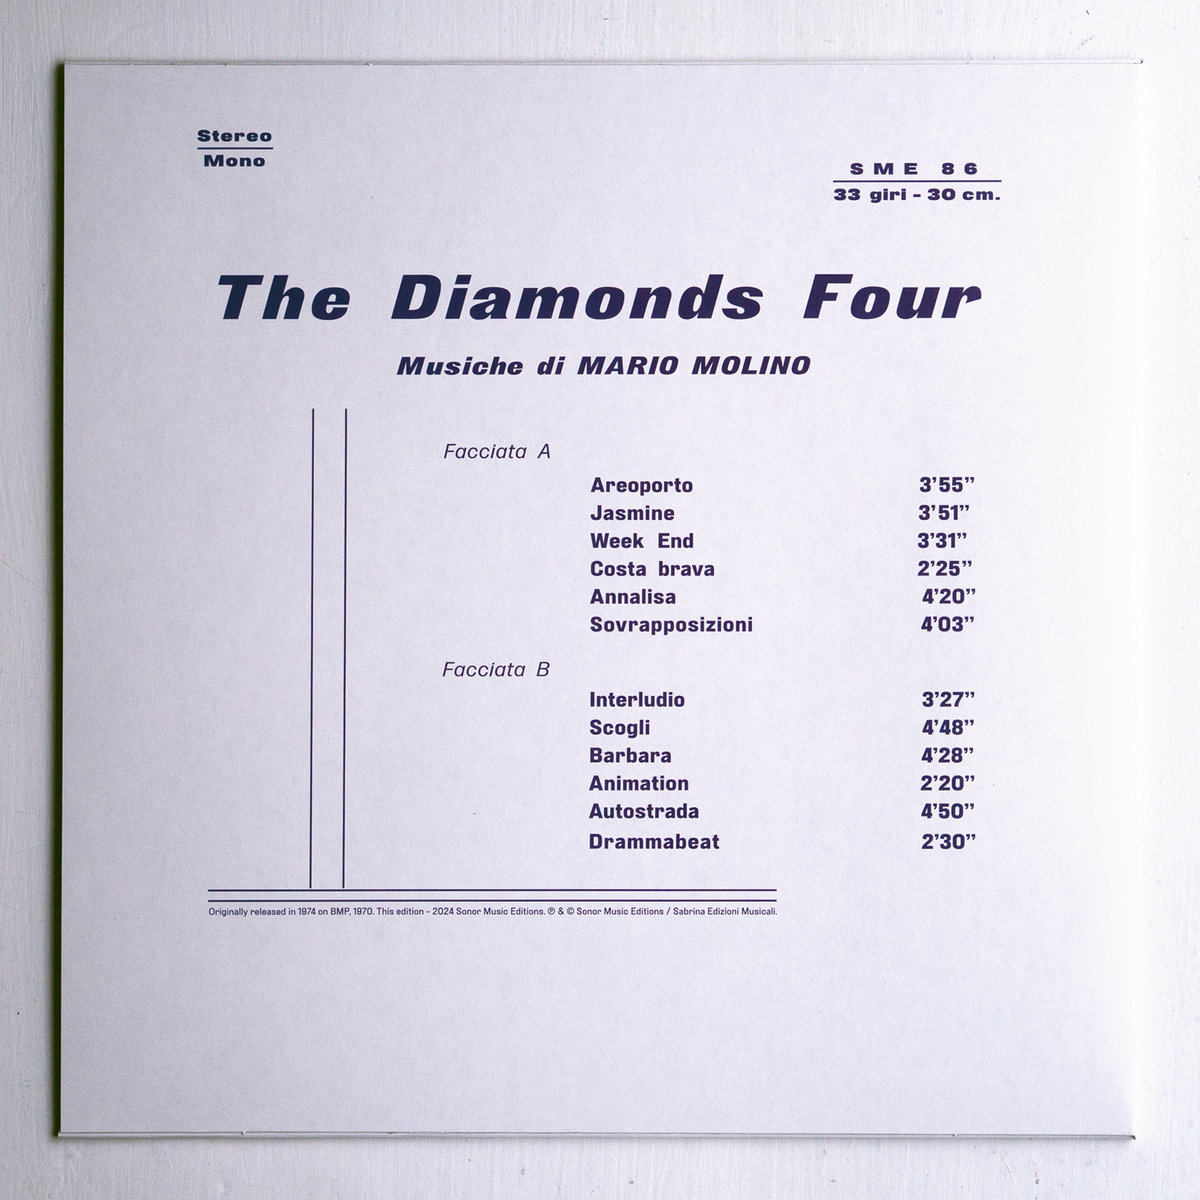 Stereo
Mono
SME 86
33 giri - 30 cm.
The Diamonds Four
Musiche di MARIO MOLINO
Facciata A
Areoporto 3'55”
Jasmine 3'51”
Week End 3'31”
Costa brava 2'25”
Annalisa 4'20”
Sovrapposizioni 4'03”
Facciata B
Interludio 3'27”
Scogli 4'48”
Barbara 4'28”
Animation 2'20”
Autostrada 4'50”
Drammabeat 2'30”
Originally released in 1974 on BMP, 1970. This edition - 2024 Sonor Music Editions. ℗ & © Sonor Music Editions / Sabrina Edizioni Musicali.